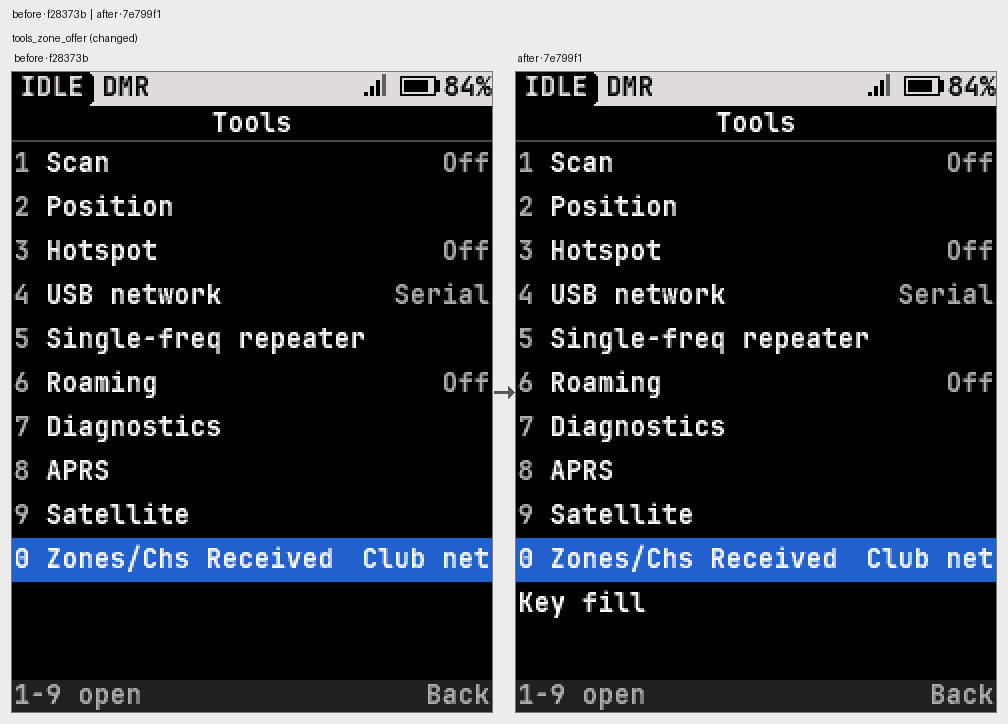 before·f28373b | after·7e799f1
tools_zone_offer (changed)
before·f28373b
IDLE DMR 84%
Tools
1 Scan Off
2 Position
3 Hotspot Off
4 USB network Serial
5 Single-freq repeater
6 Roaming Off
7 Diagnostics
8 APRS
9 Satellite
0 Zones/Chs Received Club net
1-9 open Back
→
after·7e799f1
IDLE DMR 84%
Tools
1 Scan Off
2 Position
3 Hotspot Off
4 USB network Serial
5 Single-freq repeater
6 Roaming Off
7 Diagnostics
8 APRS
9 Satellite
0 Zones/Chs Received Club net
Key fill
1-9 open Back